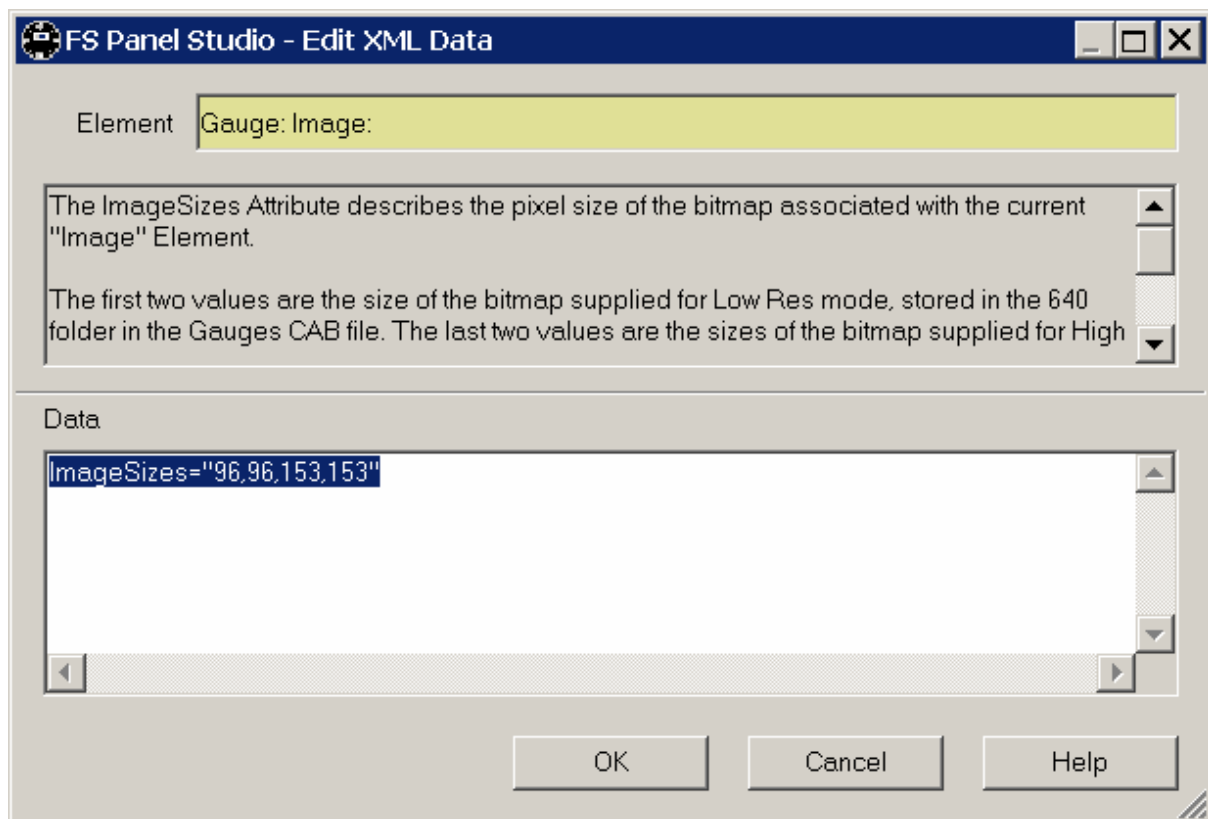 FS Panel Studio - Edit XML Data
Element Gauge: Image:
The ImageSizes Attribute describes the pixel size of the bitmap associated with the current
"Image" Element.
The first two values are the size of the bitmap supplied for Low Res mode, stored in the 640
folder in the Gauges CAB file. The last two values are the sizes of the bitmap supplied for High
Data
ImageSizes="96,96,153,153"
OK Cancel Help